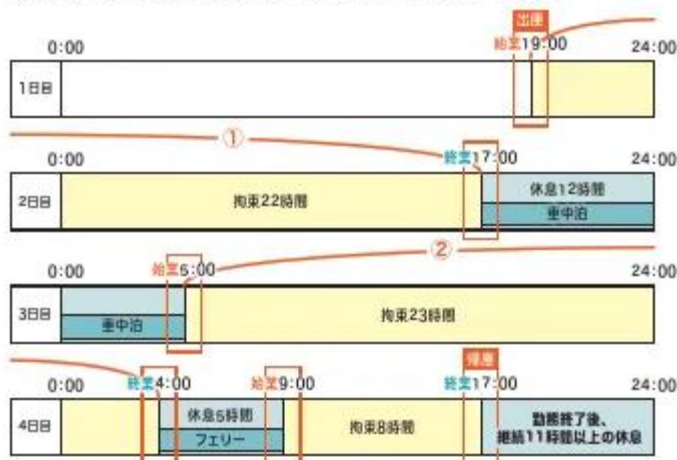 出庫
0:00 始業19:00 24:00
1日目
①
0:00 終業17:00 24:00
2日目 拘束22時間 休息12時間
車中泊
②
0:00 始業5:00 24:00
3日目 車中泊 拘束23時間
帰庫
0:00 終業4:00 始業9:00 終業17:00 24:00
4日目 休息5時間 拘束8時間 勤務終了後、
フェリー 継続11時間以上の休息